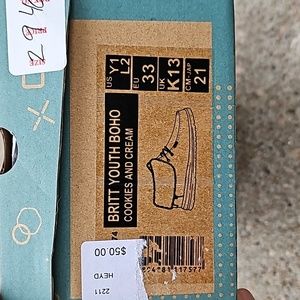 BRITT YOUTH BOHO
COOKIES AND CREAM
US
Y1
L2
EU
33
UK
K13
CM-JAP
21
$50.00
HEYD
2211